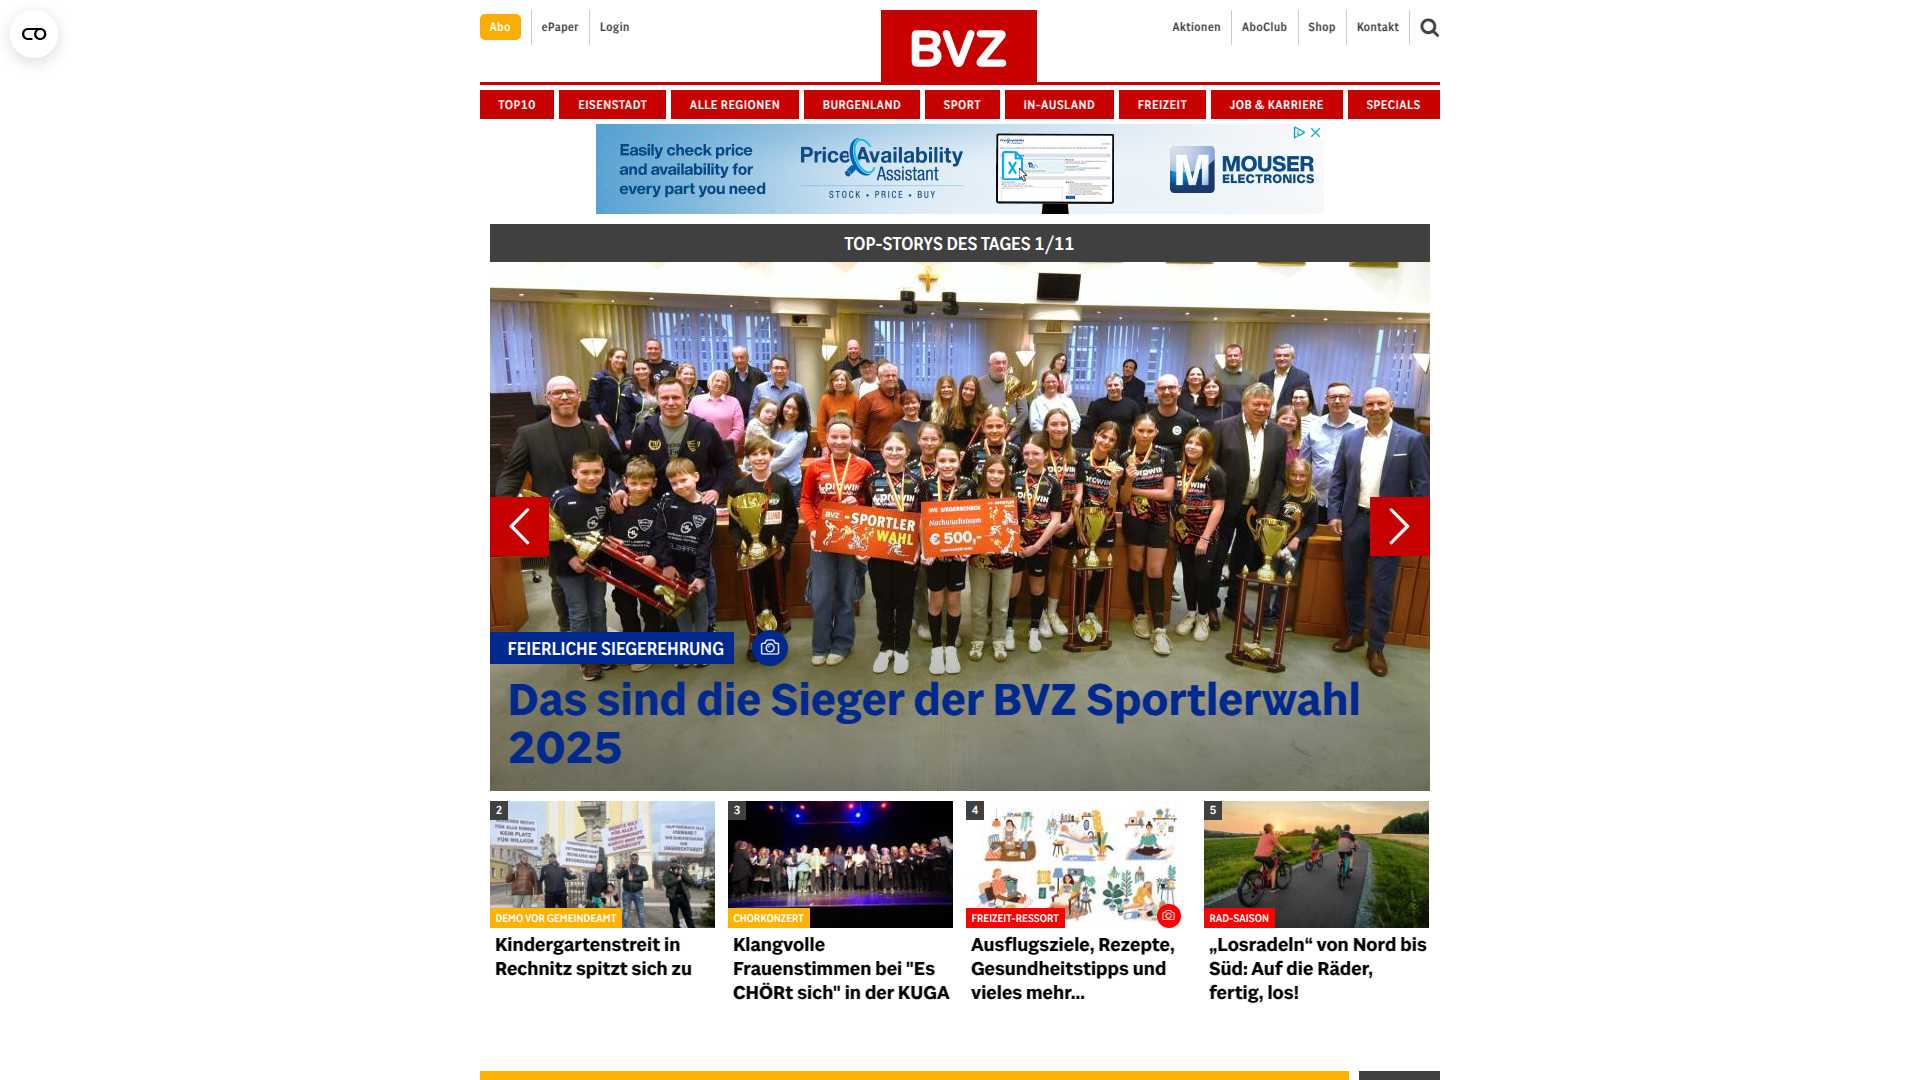 Abo
ePaper
Login
BVZ
Aktionen
AboClub
Shop
Kontakt
TOP10
EISENSTADT
ALLE REGIONEN
BURGENLAND
SPORT
IN-AUSLAND
FREIZEIT
JOB & KARRIERE
SPECIALS
Easily check price
and availability for
every part you need
Price Availability
Assistant
STOCK • PRICE • BUY
M MOUSER
ELECTRONICS
TOP-STORYS DES TAGES 1/11
BVZ -SPORTLER
WAHL
BVZ SIEGERSCHECK
Nachwuchsteam
€ 500,-
FEIERLICHE SIEGEREHRUNG
Das sind die Sieger der BVZ Sportlerwahl
2025
2
DEMO VOR GEMEINDEAMT
Kindergartenstreit in
Rechnitz spitzt sich zu
3
CHORKONZERT
Klangvolle
Frauenstimmen bei "Es
CHÖRt sich" in der KUGA
4
FREIZEIT-RESSORT
Ausflugsziele, Rezepte,
Gesundheitstipps und
vieles mehr...
5
RAD-SAISON
„Losradeln“ von Nord bis
Süd: Auf die Räder,
fertig, los!